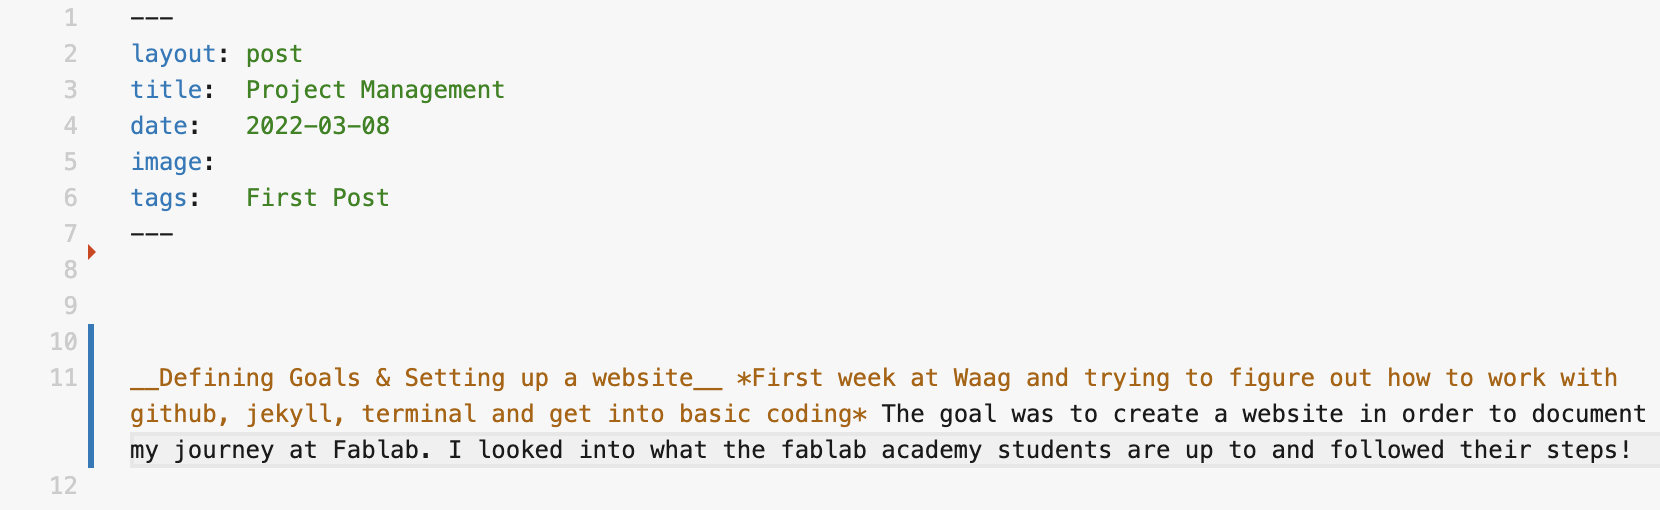 1 ---
2 layout: post
3 title:  Project Management
4 date:   2022-03-08
5 image:
6 tags:   First Post
7 ---
8
9
10
11 __Defining Goals & Setting up a website__ *First week at Waag and trying to figure out how to work with
github, jekyll, terminal and get into basic coding* The goal was to create a website in order to document
my journey at Fablab. I looked into what the fablab academy students are up to and followed their steps!
12